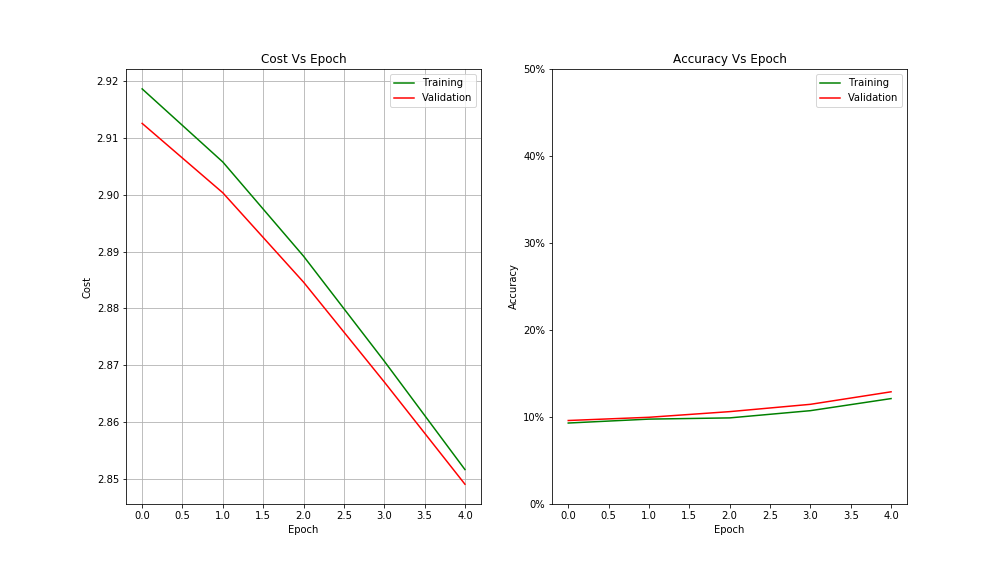 Cost Vs Epoch
Training
Validation
2.92
2.91
2.90
2.89
2.88
2.87
2.86
2.85
Cost
0.0 0.5 1.0 1.5 2.0 2.5 3.0 3.5 4.0
Epoch
Accuracy Vs Epoch
Training
Validation
50%
40%
30%
20%
10%
0%
Accuracy
0.0 0.5 1.0 1.5 2.0 2.5 3.0 3.5 4.0
Epoch